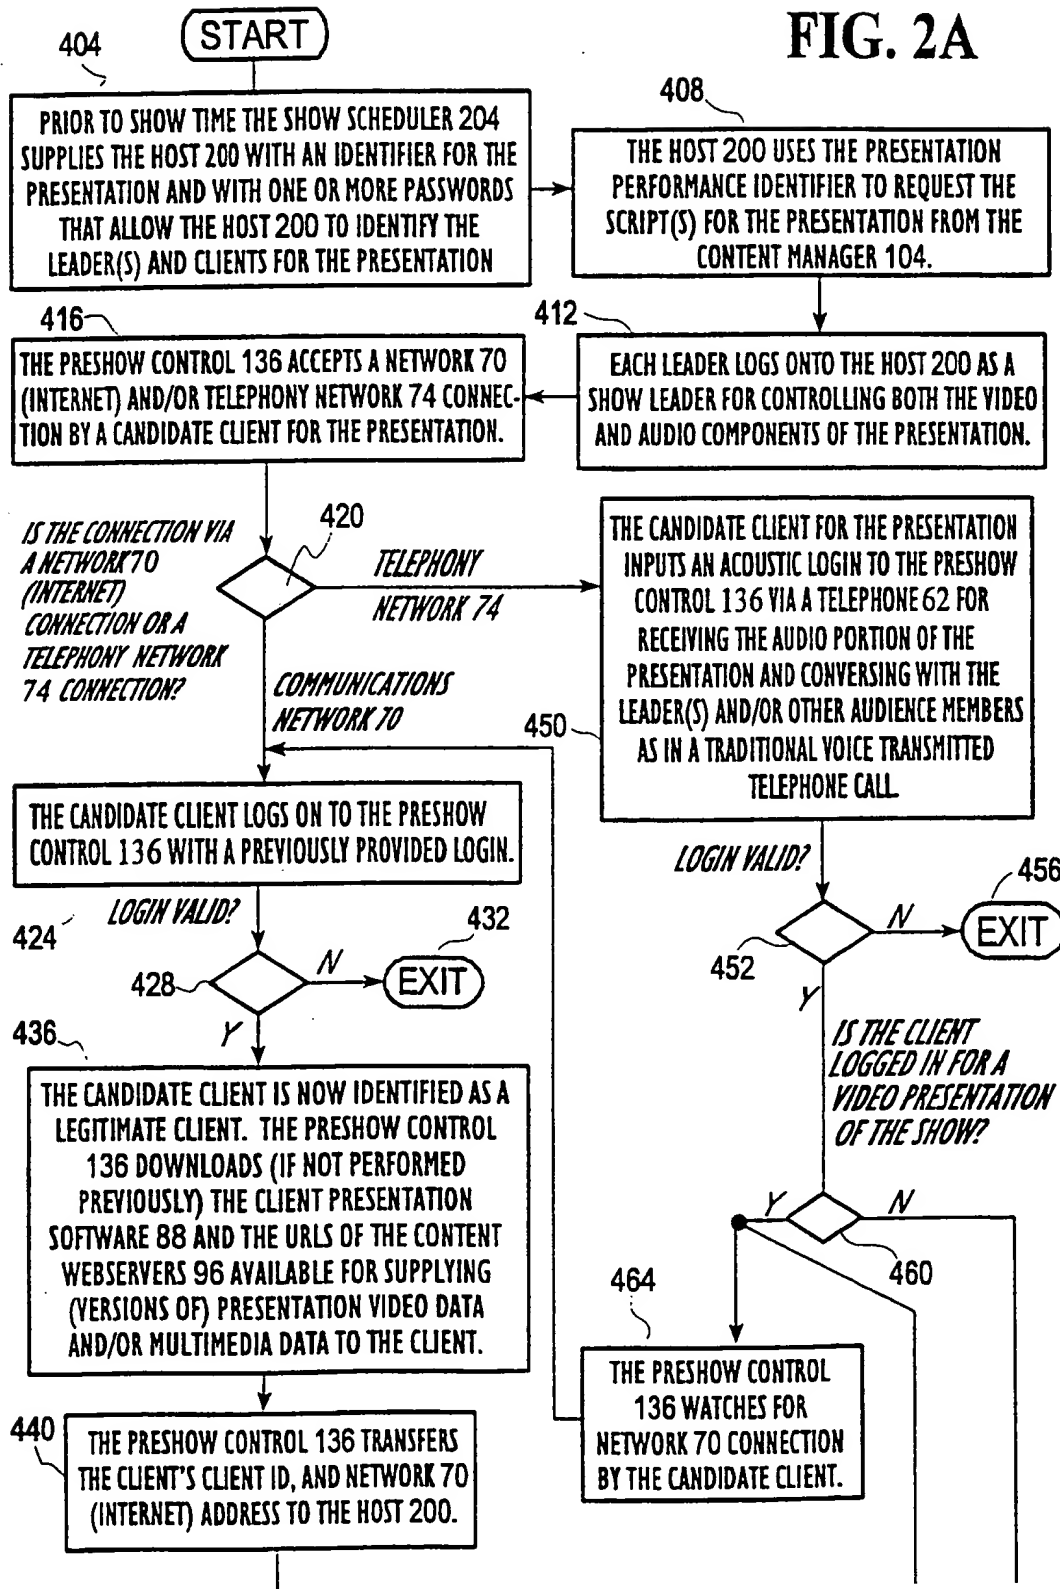 FIG. 2A
START
404
PRIOR TO SHOW TIME THE SHOW SCHEDULER 204
SUPPLIES THE HOST 200 WITH AN IDENTIFIER FOR THE
PRESENTATION AND WITH ONE OR MORE PASSWORDS
THAT ALLOW THE HOST 200 TO IDENTIFY THE
LEADER(S) AND CLIENTS FOR THE PRESENTATION
408
THE HOST 200 USES THE PRESENTATION
PERFORMANCE IDENTIFIER TO REQUEST THE
SCRIPT(S) FOR THE PRESENTATION FROM THE
CONTENT MANAGER 104.
412
EACH LEADER LOGS ONTO THE HOST 200 AS A
SHOW LEADER FOR CONTROLLING BOTH THE VIDEO
AND AUDIO COMPONENTS OF THE PRESENTATION.
416
THE PRESHOW CONTROL 136 ACCEPTS A NETWORK 70
(INTERNET) AND/OR TELEPHONY NETWORK 74 CONNEC-
TION BY A CANDIDATE CLIENT FOR THE PRESENTATION.
IS THE CONNECTION VIA
A NETWORK 70
(INTERNET)
CONNECTION OR A
TELEPHONY NETWORK
74 CONNECTION?
420
TELEPHONY
NETWORK 74
COMMUNICATIONS
NETWORK 70
450
THE CANDIDATE CLIENT FOR THE PRESENTATION
INPUTS AN ACOUSTIC LOGIN TO THE PRESHOW
CONTROL 136 VIA A TELEPHONE 62 FOR
RECEIVING THE AUDIO PORTION OF THE
PRESENTATION AND CONVERSING WITH THE
LEADER(S) AND/OR OTHER AUDIENCE MEMBERS
AS IN A TRADITIONAL VOICE TRANSMITTED
TELEPHONE CALL.
THE CANDIDATE CLIENT LOGS ON TO THE PRESHOW
CONTROL 136 WITH A PREVIOUSLY PROVIDED LOGIN.
424
LOGIN VALID?
428
N
432
EXIT
Y
LOGIN VALID?
452
N
456
EXIT
Y
436
THE CANDIDATE CLIENT IS NOW IDENTIFIED AS A
LEGITIMATE CLIENT. THE PRESHOW CONTROL
136 DOWNLOADS (IF NOT PERFORMED
PREVIOUSLY) THE CLIENT PRESENTATION
SOFTWARE 88 AND THE URLS OF THE CONTENT
WEBSERVERS 96 AVAILABLE FOR SUPPLYING
(VERSIONS OF) PRESENTATION VIDEO DATA
AND/OR MULTIMEDIA DATA TO THE CLIENT.
IS THE CLIENT
LOGGED IN FOR A
VIDEO PRESENTATION
OF THE SHOW?
Y
N
460
464
THE PRESHOW CONTROL
136 WATCHES FOR
NETWORK 70 CONNECTION
BY THE CANDIDATE CLIENT.
440
THE PRESHOW CONTROL 136 TRANSFERS
THE CLIENT'S CLIENT ID, AND NETWORK 70
(INTERNET) ADDRESS TO THE HOST 200.